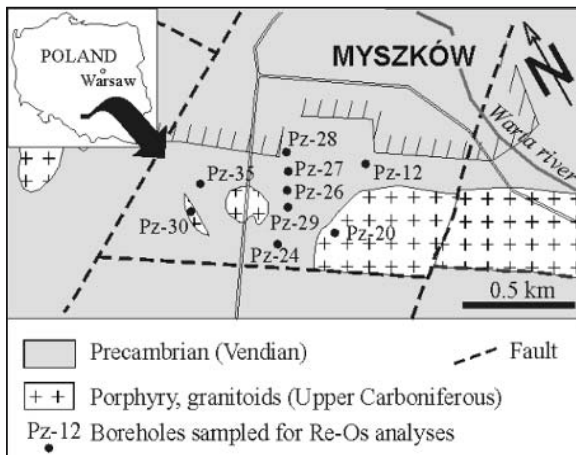 POLAND
Warsaw
MYSZKÓW
N
Warta river
Pz-28
Pz-27
Pz-12
Pz-35
Pz-26
Pz-30
Pz-29
Pz-20
Pz-24
0.5 km
Precambrian (Vendian)
Fault
Porphyry, granitoids (Upper Carboniferous)
Pz-12 Boreholes sampled for Re-Os analyses